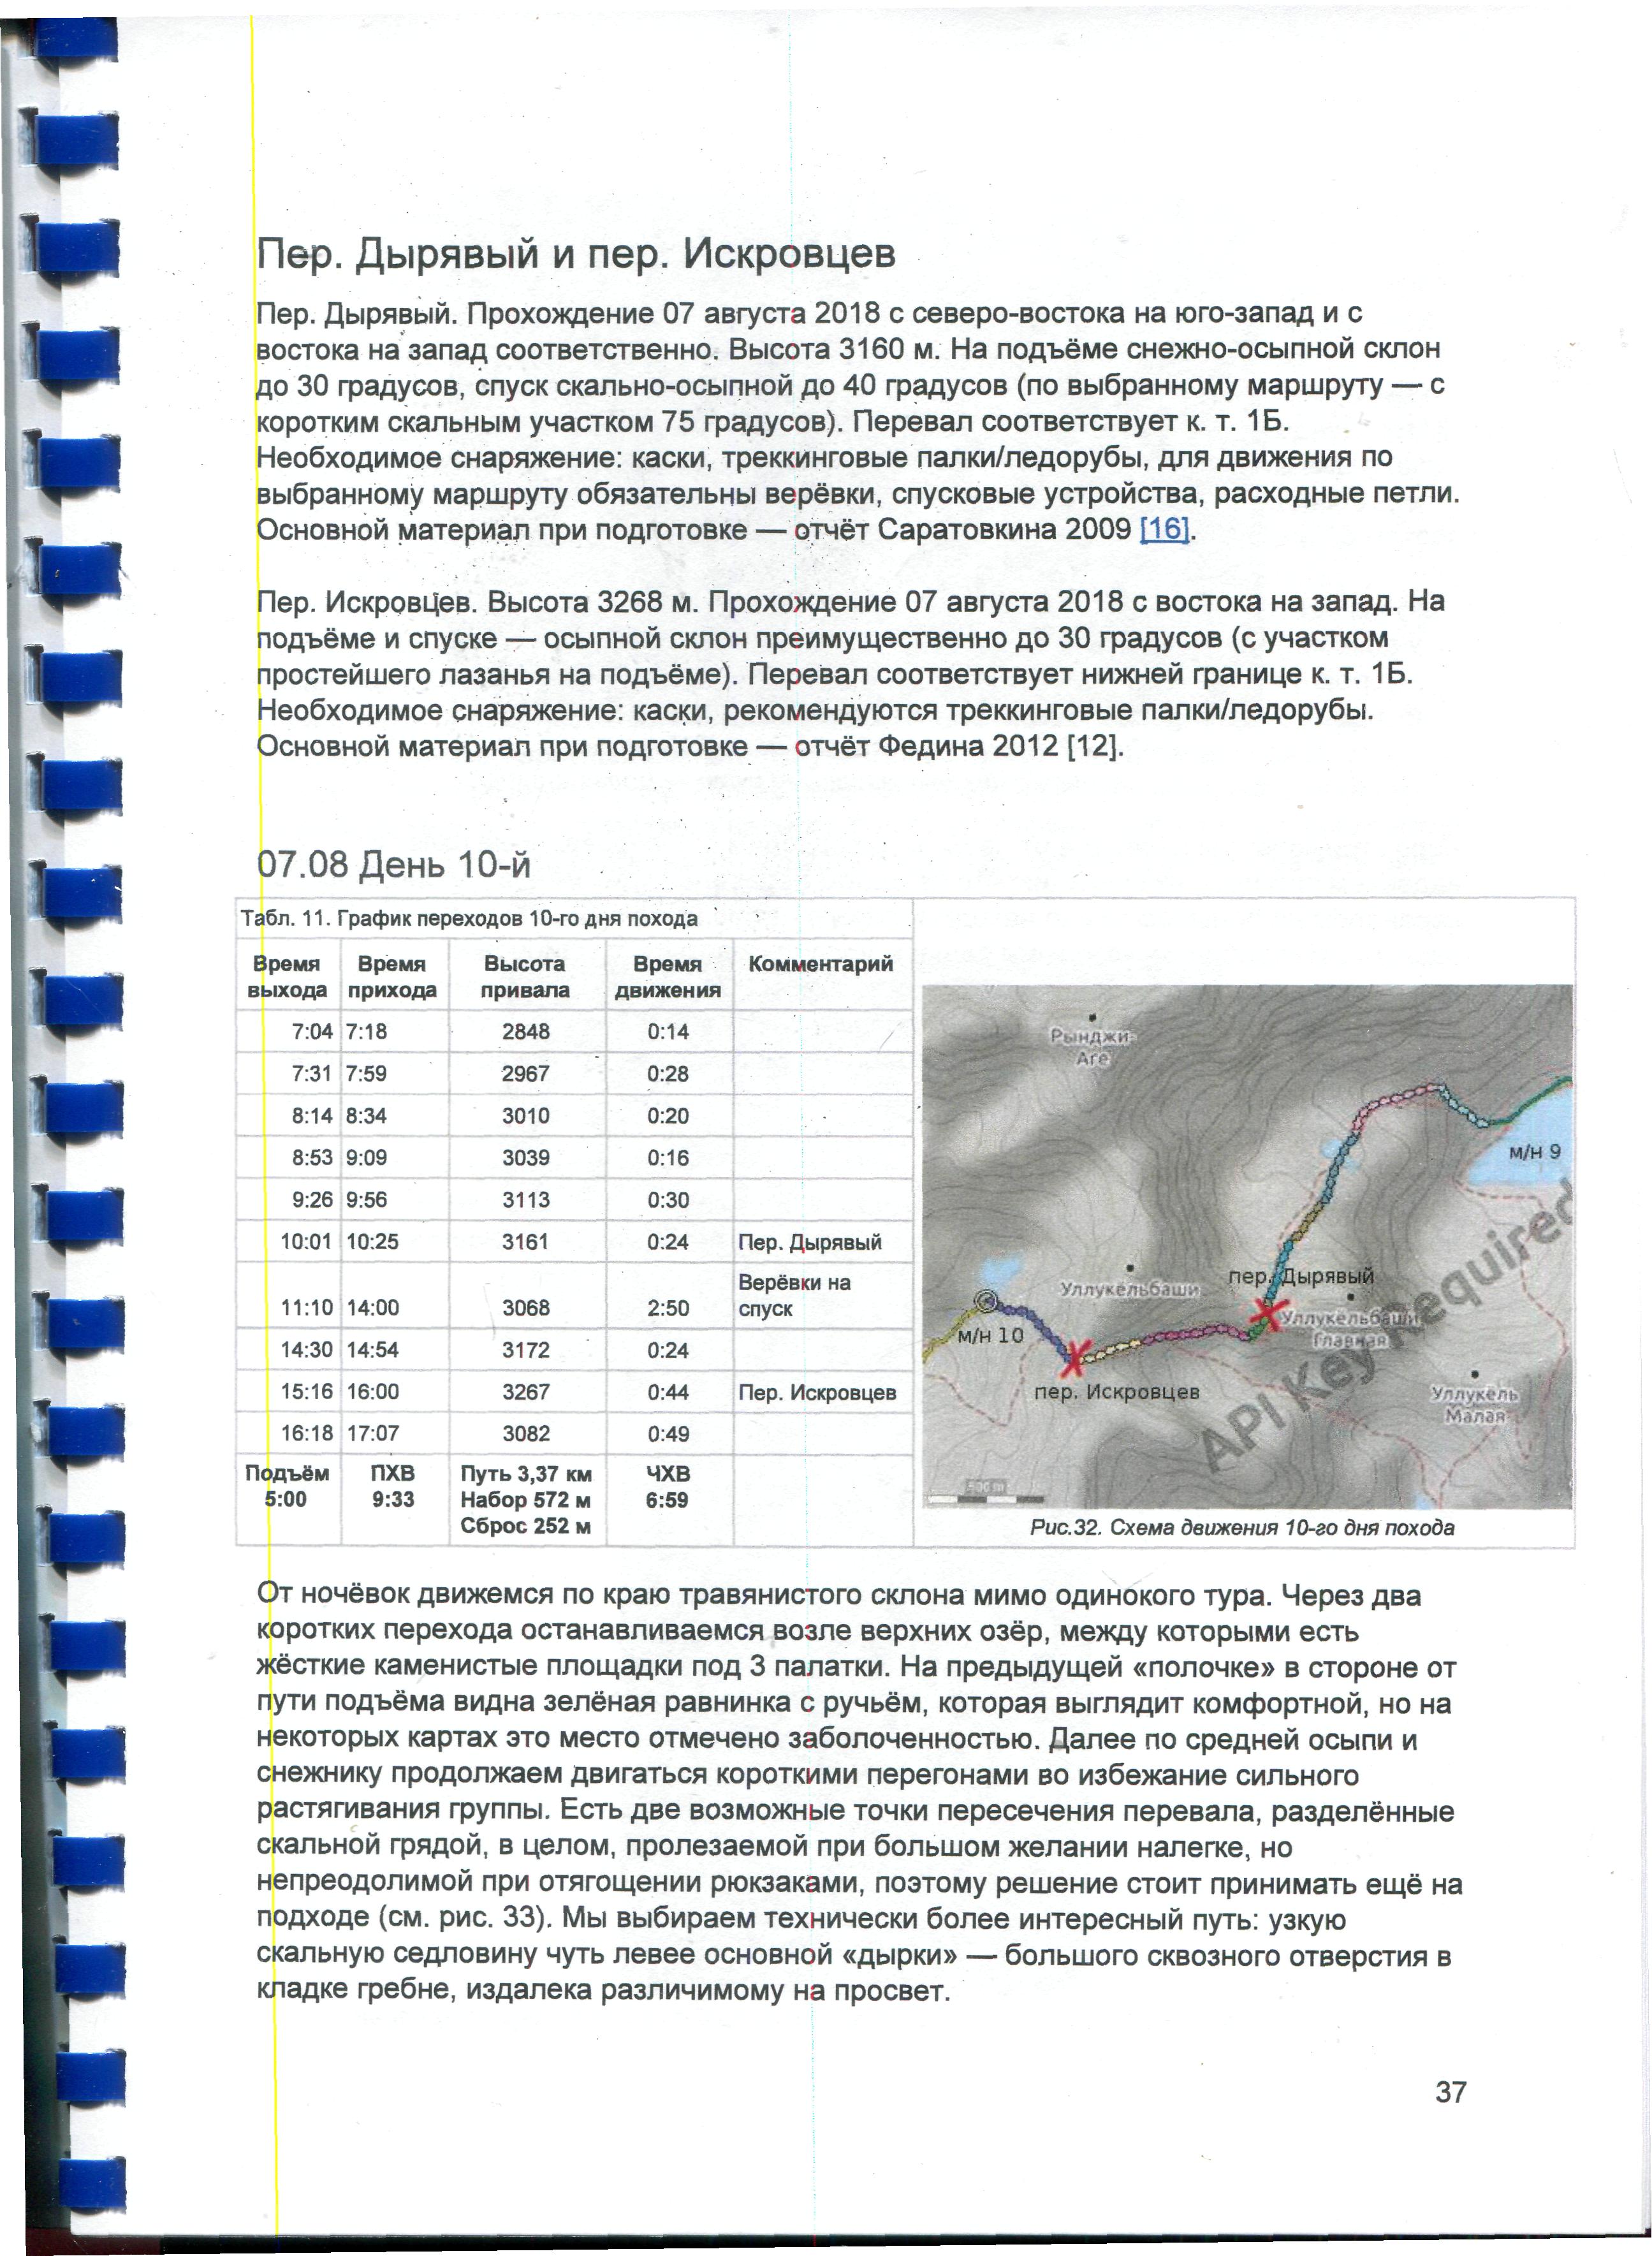 Пер. Дырявый и пер. Искровцев
Пер. Дырявый. Прохождение 07 августа 2018 с северо-востока на юго-запад и с
востока на запад соответственно. Высота 3160 м. На подъёме снежно-осыпной склон
до 30 градусов, спуск скально-осыпной до 40 градусов (по выбранному маршруту — с
коротким скальным участком 75 градусов). Перевал соответствует к. т. 1Б.
Необходимое снаряжение: каски, треккинговые палки/ледорубы, для движения по
выбранному маршруту обязательны верёвки, спусковые устройства, расходные петли.
Основной материал при подготовке — отчёт Саратовкина 2009 [16].
Пер. Искровцев. Высота 3268 м. Прохождение 07 августа 2018 с востока на запад. На
подъёме и спуске — осыпной склон преимущественно до 30 градусов (с участком
простейшего лазанья на подъёме). Перевал соответствует нижней границе к. т. 1Б.
Необходимое снаряжение: каски, рекомендуются треккинговые палки/ледорубы.
Основной материал при подготовке — отчёт Федина 2012 [12].
07.08 День 10-й
Табл. 11. График переходов 10-го дня похода
Время Время Высота Время Комментарий
выхода прихода привала движения
7:04 7:18 2848 0:14
7:31 7:59 2967 0:28
8:14 8:34 3010 0:20
8:53 9:09 3039 0:16
9:26 9:56 3113 0:30
10:01 10:25 3161 0:24 Пер. Дырявый
Верёвки на
11:10 14:00 3068 2:50 спуск
14:30 14:54 3172 0:24
15:16 16:00 3267 0:44 Пер. Искровцев
16:18 17:07 3082 0:49
Подъём ПХВ Путь 3,37 км ЧХВ
5:00 9:33 Набор 572 м 6:59
Сброс 252 м
Рынджи-
Аге
м/н 9
пер. Дырявый
Уллукёльбаши
Уллукёльбаши
Главная
м/н 10
пер. Искровцев
Уллукёль
Малая
API Key Required
500 m
Рис.32. Схема движения 10-го дня похода
От ночёвок движемся по краю травянистого склона мимо одинокого тура. Через два
коротких перехода останавливаемся возле верхних озёр, между которыми есть
жёсткие каменистые площадки под 3 палатки. На предыдущей «полочке» в стороне от
пути подъёма видна зелёная равнинка с ручьём, которая выглядит комфортной, но на
некоторых картах это место отмечено заболоченностью. Далее по средней осыпи и
снежнику продолжаем двигаться короткими перегонами во избежание сильного
растягивания группы. Есть две возможные точки пересечения перевала, разделённые
скальной грядой, в целом, пролезаемой при большом желании налегке, но
непреодолимой при отягощении рюкзаками, поэтому решение стоит принимать ещё на
подходе (см. рис. 33). Мы выбираем технически более интересный путь: узкую
скальную седловину чуть левее основной «дырки» — большого сквозного отверстия в
кладке гребне, издалека различимому на просвет.
37